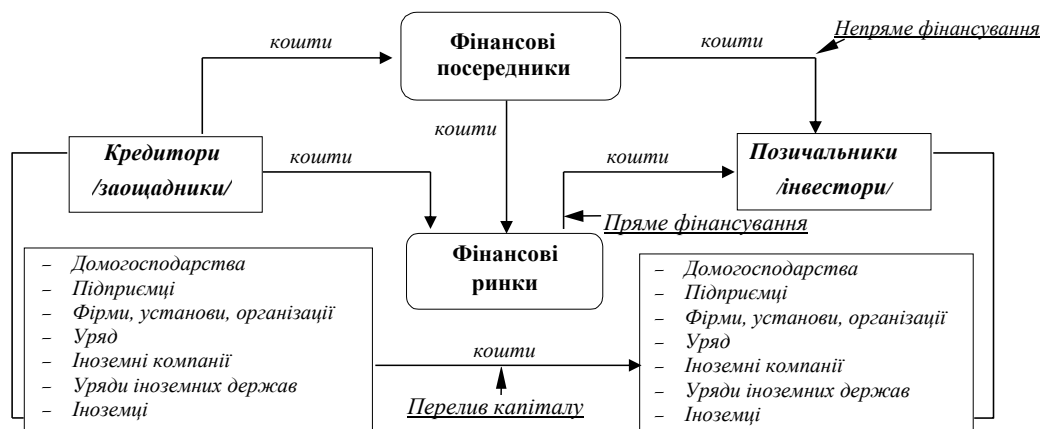 кошти
Фінансові
посередники
кошти
Непряме фінансування
кошти
Кредитори
/заощадники/
кошти
кошти
Позичальники
/інвестори/
Пряме фінансування
Фінансові
ринки
– Домогосподарства
– Підприємці
– Фірми, установи, організації
– Уряд
– Іноземні компанії
– Уряди іноземних держав
– Іноземці
кошти
Перелив капіталу
– Домогосподарства
– Підприємці
– Фірми, установи, організації
– Уряд
– Іноземні компанії
– Уряди іноземних держав
– Іноземці